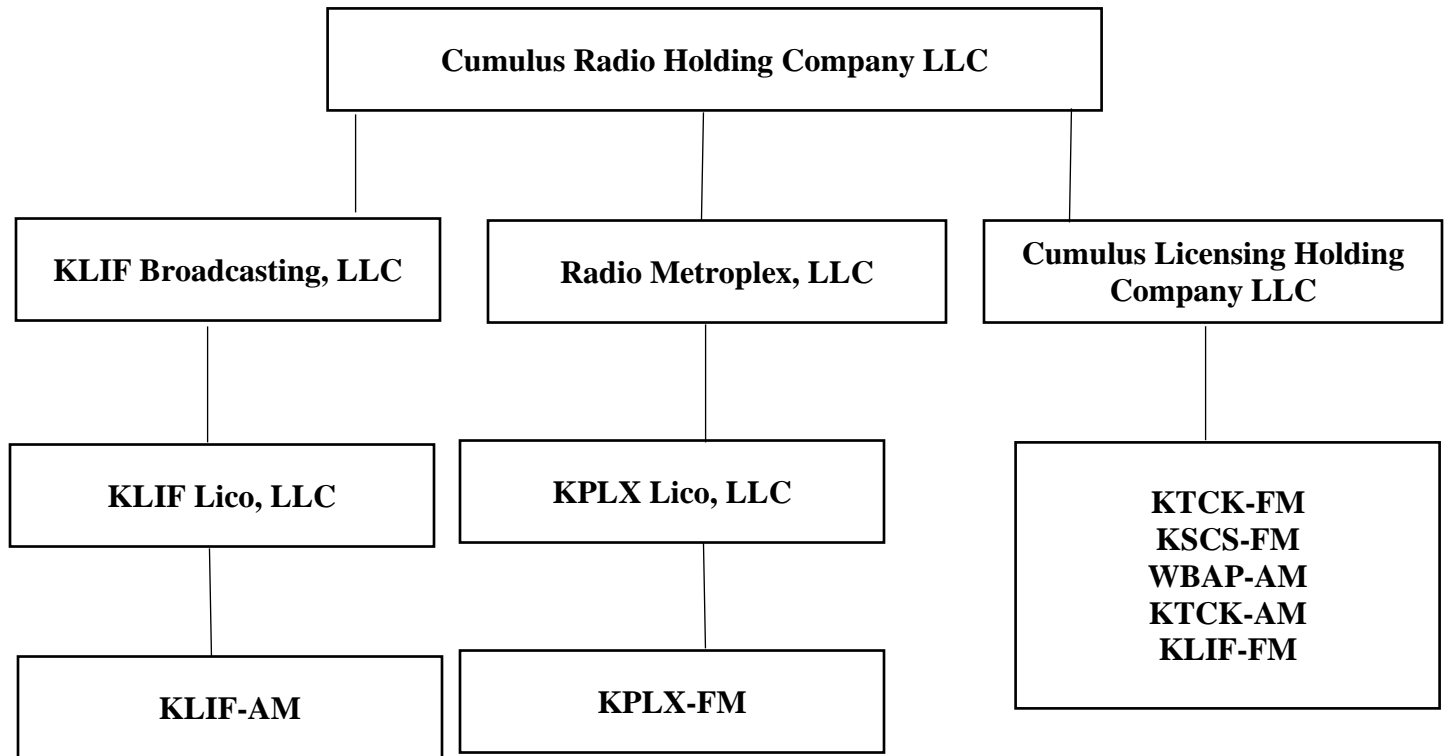 Cumulus Radio Holding Company LLC
KLIF Broadcasting, LLC
Radio Metroplex, LLC
Cumulus Licensing Holding
Company LLC
KLIF Lico, LLC
KPLX Lico, LLC
KTCK-FM
KSCS-FM
WBAP-AM
KTCK-AM
KLIF-FM
KLIF-AM
KPLX-FM